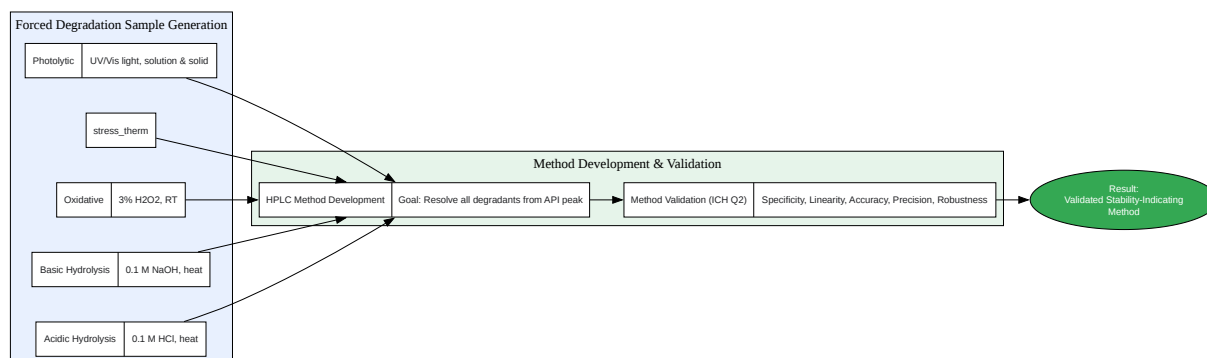 Forced Degradation Sample Generation
Photolytic
UV/Vis light, solution & solid
stress_therm
Oxidative
3% H2O2, RT
Basic Hydrolysis
0.1 M NaOH, heat
Acidic Hydrolysis
0.1 M HCl, heat
Method Development & Validation
HPLC Method Development
Goal: Resolve all degradants from API peak
Method Validation (ICH Q2)
Specificity, Linearity, Accuracy, Precision, Robustness
Result:
Validated Stability-Indicating
Method